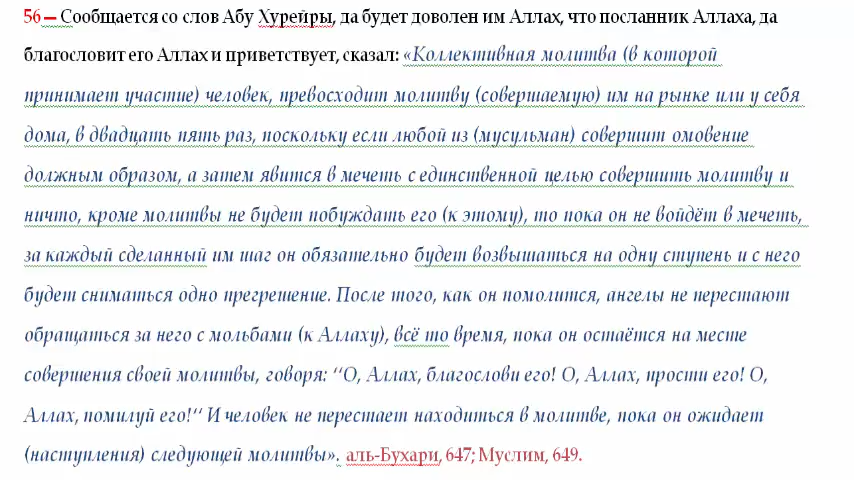 56— Сообщается со слов Абу Хурейры, да будет доволен им Аллах, что посланник Аллаха, да
благословит его Аллах и приветствует, сказал: «Коллективная молитва (в которой
принимает участие) человек, превосходит молитву (совершаемую) им на рынке или у себя
дома, в двадцать пять раз, поскольку если любой из (мусульман) совершит омовение
должным образом, а затем явится в мечеть с единственной целью совершить молитву и
ничто, кроме молитвы не будет побуждать его (к этому), то пока он не войдёт в мечеть,
за каждый сделанный им шаг он обязательно будет возвышаться на одну ступень и с него
будет сниматься одно прегрешение. После того, как он помолится, ангелы не перестают
обращаться за него с мольбами (к Аллаху), всё то время, пока он остаётся на месте
совершения своей молитвы, говоря: ‘‘О, Аллах, благослови его! О, Аллах, прости его! О,
Аллах, помилуй его!‘‘ И человек не перестает находиться в молитве, пока он ожидает
(наступления) следующей молитвы». аль-Бухари, 647; Муслим, 649.